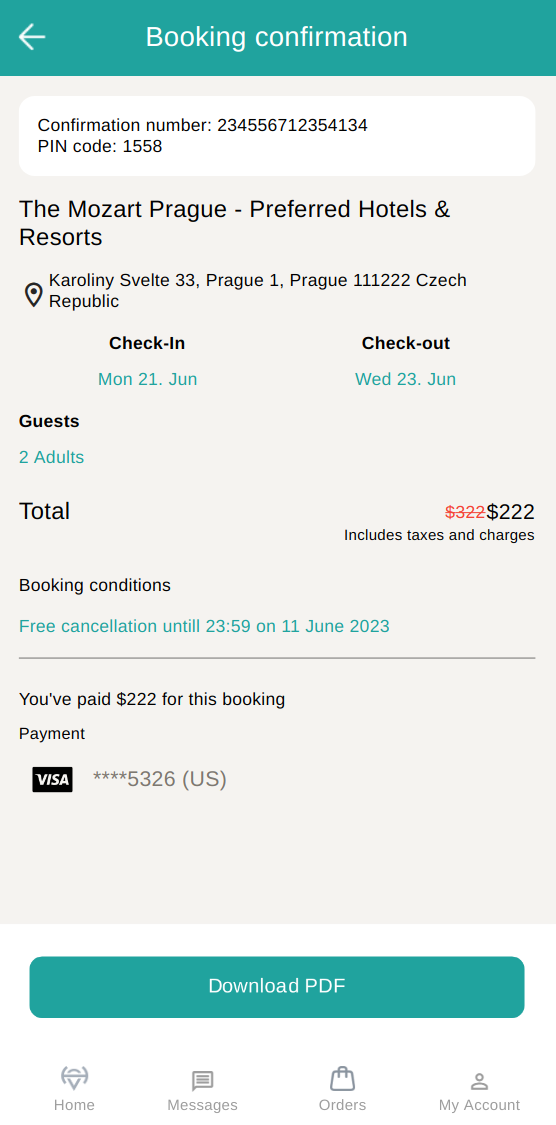 Booking confirmation
Confirmation number: 234556712354134
PIN code: 1558
The Mozart Prague - Preferred Hotels &
Resorts
Karoliny Svelte 33, Prague 1, Prague 111222 Czech
Republic
Check-In Check-out
Mon 21. Jun Wed 23. Jun
Guests
2 Adults
Total $322 $222
Includes taxes and charges
Booking conditions
Free cancellation untill 23:59 on 11 June 2023
You've paid $222 for this booking
Payment
VISA ****5326 (US)
Download PDF
Home Messages Orders My Account